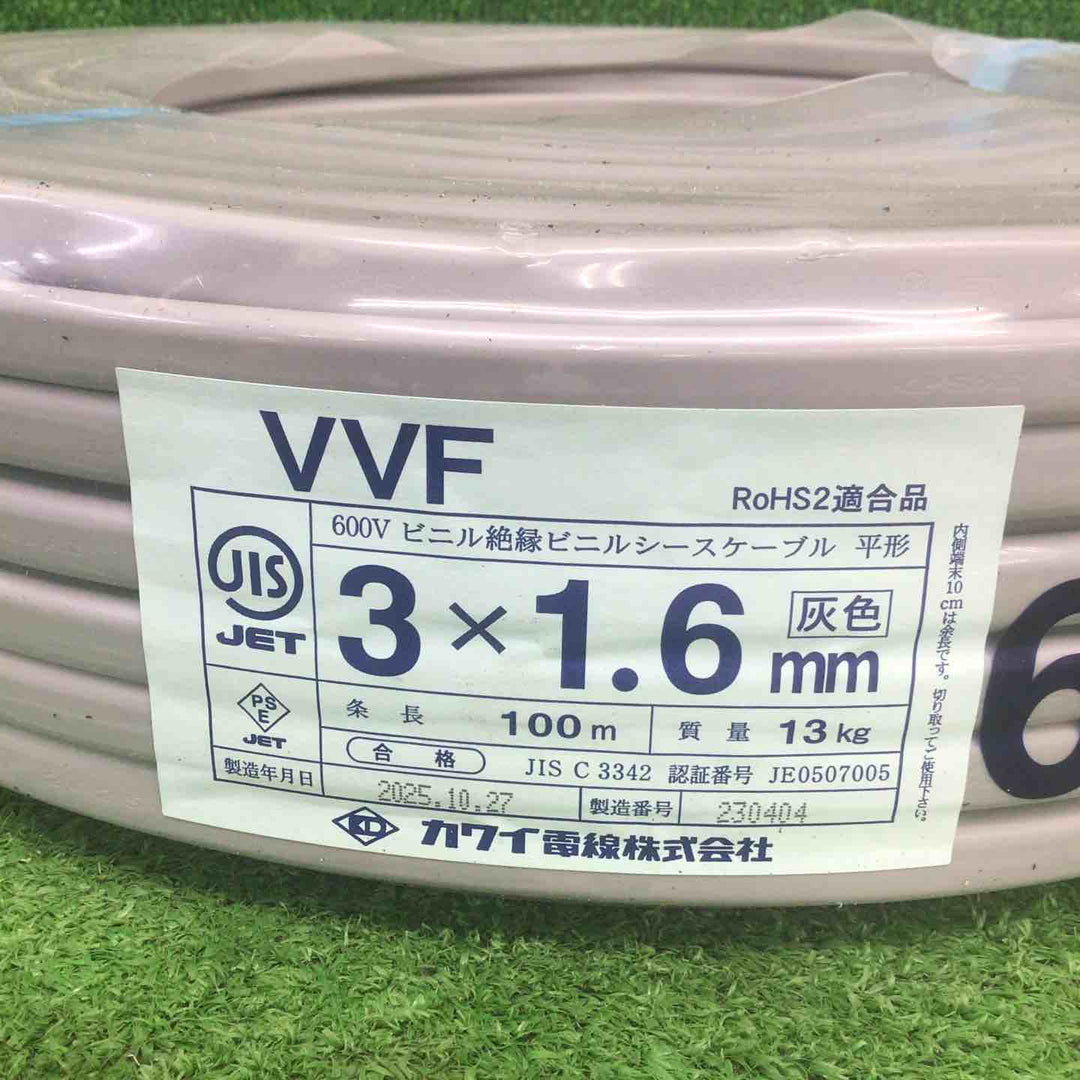 VVF
RoHS2適合品
JIS
JET
600V ビニル絶縁ビニルシースケーブル 平形
3×1.6mm 灰色
PS
E
JET
条長 100m 質量 13kg
合格 JIS C 3342 認証番号 JE0507005
製造年月日 2025.10.27 製造番号 230404
KD カワイ電線株式会社
内側端末10cmは余長です。切り取ってご使用下さい。
6